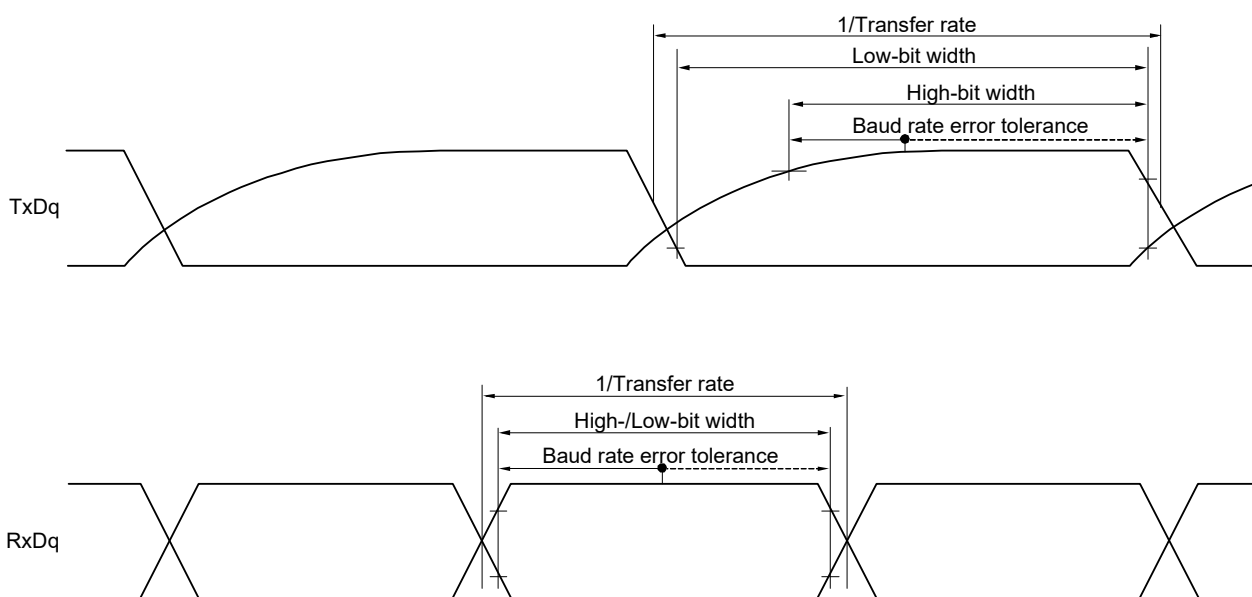 1/Transfer rate
Low-bit width
High-bit width
Baud rate error tolerance
TxDq
1/Transfer rate
High-/Low-bit width
Baud rate error tolerance
RxDq